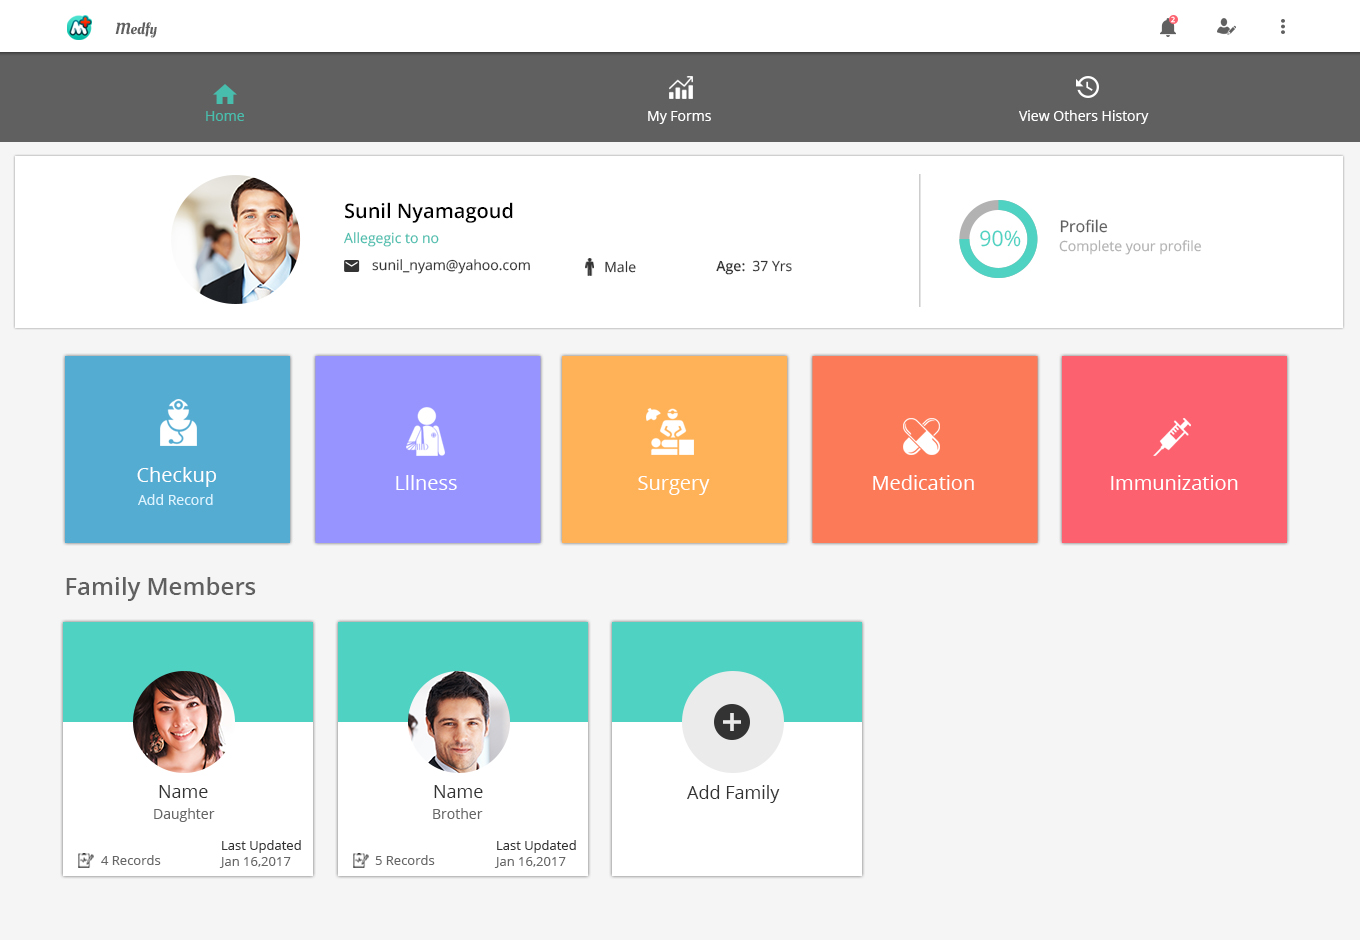 Medfy
2
Home
My Forms
View Others History
Sunil Nyamagoud
Allegegic to no
sunil_nyam@yahoo.com
Male
Age: 37 Yrs
90%
Profile
Complete your profile
Checkup
Add Record
Lllness
Surgery
Medication
Immunization
Family Members
Name
Daughter
4 Records
Last Updated
Jan 16,2017
Name
Brother
5 Records
Last Updated
Jan 16,2017
Add Family